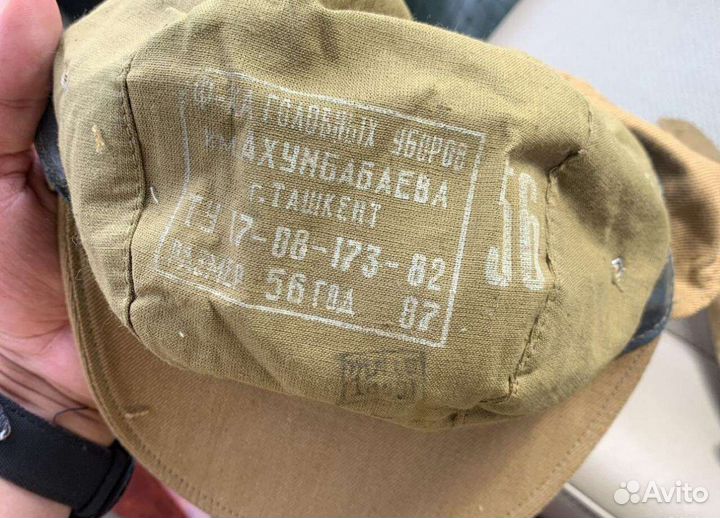 Ф-КА ГОЛОВНЫХ УБОРОВ
им АХУНБАБАЕВА
г. ТАШКЕНТ
ТУ 17-08-173-82
РАЗМЕР 56 ГОД 87
56
Avito